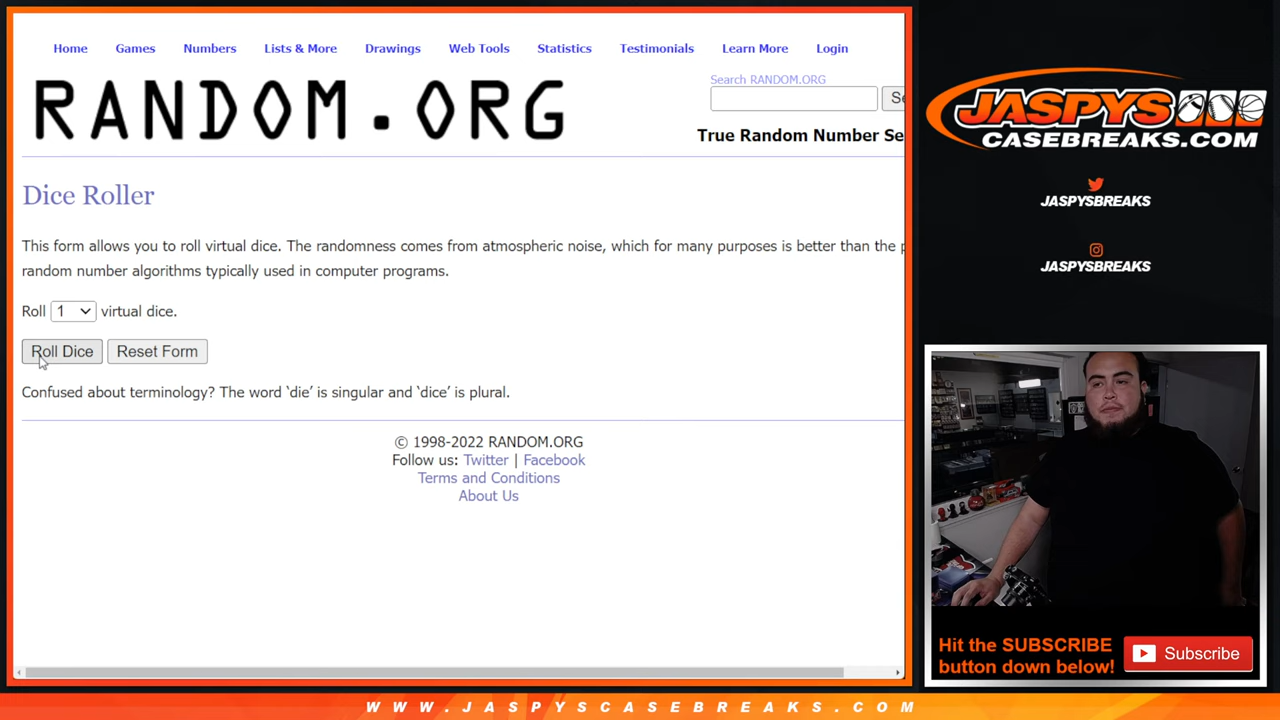 Home Games Numbers Lists & More Drawings Web Tools Statistics Testimonials Learn More Login
RANDOM.ORG
Search RANDOM.ORG
Se
True Random Number Se
Dice Roller
This form allows you to roll virtual dice. The randomness comes from atmospheric noise, which for many purposes is better than the p
random number algorithms typically used in computer programs.
Roll 1 virtual dice.
Roll Dice Reset Form
Confused about terminology? The word ‘die’ is singular and ‘dice’ is plural.
© 1998-2022 RANDOM.ORG
Follow us: Twitter | Facebook
Terms and Conditions
About Us
JASPYS
CASEBREAKS.COM
JASPYSBREAKS
JASPYSBREAKS
Hit the SUBSCRIBE
button down below!
Subscribe
WWW.JASPYSCASEBREAKS.COM